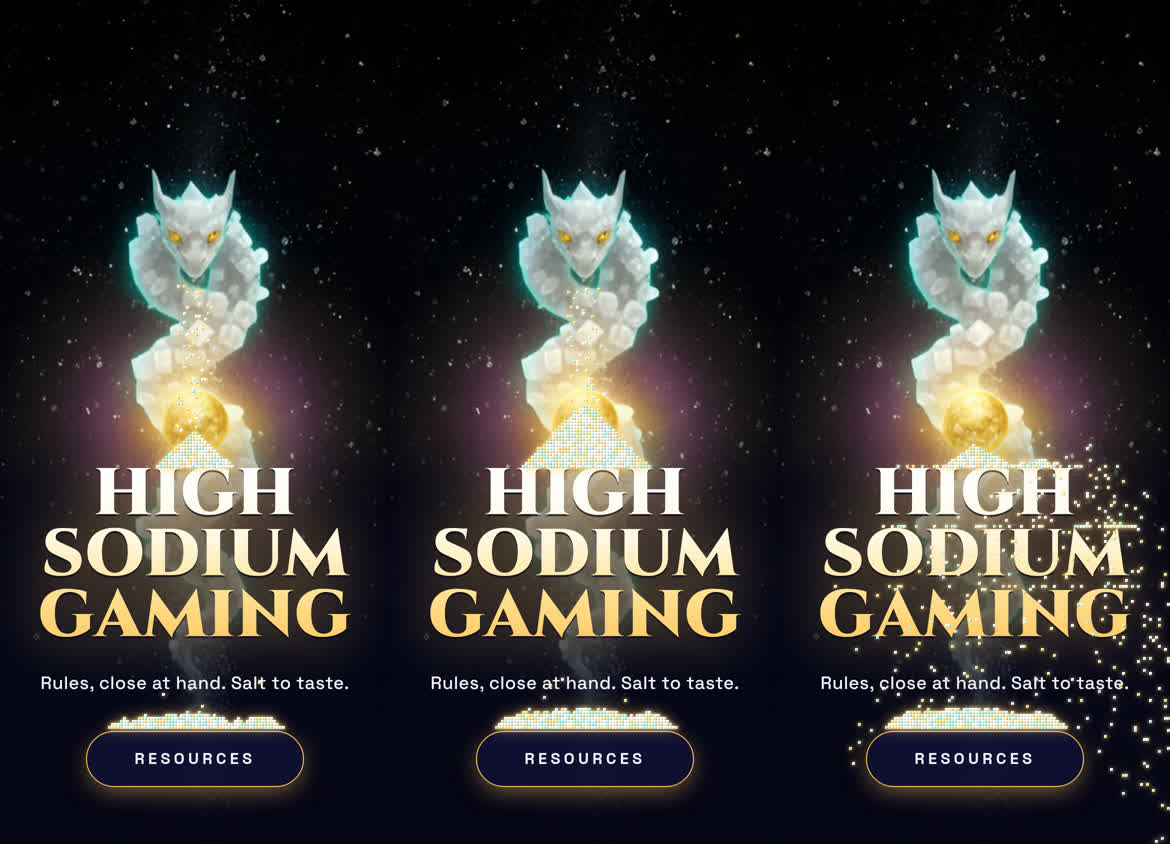 HIGH
SODIUM
GAMING
Rules, close at hand. Salt to taste.
RESOURCES
HIGH
SODIUM
GAMING
Rules, close at hand. Salt to taste.
RESOURCES
HIGH
SODIUM
GAMING
Rules, close at hand. Salt to taste.
RESOURCES